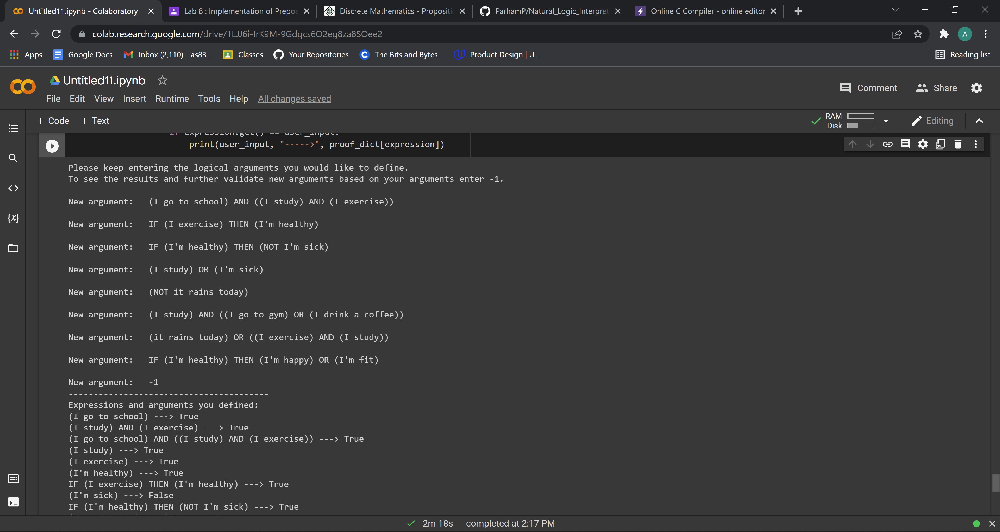 Untitled11.ipynb - Colaboratory
Lab 8 : Implementation of Prepos
Discrete Mathematics - Propositi
ParhamP/Natural_Logic_Interpret
Online C Compiler - online editor
colab.research.google.com/drive/1LJJ6i-IrK9M-9Gdgcs6O2eg8za8SOee2
A
Apps
Google Docs
Inbox (2,110) - as83...
Classes
Your Repositories
The Bits and Bytes...
Product Design | U...
Reading list
Untitled11.ipynb
Comment
Share
File Edit View Insert Runtime Tools Help All changes saved
+ Code + Text
RAM
Disk
Editing
if expression.get() == user_input:
print(user_input, "----->", proof_dict[expression])
Please keep entering the logical arguments you would like to define.
To see the results and further validate new arguments based on your arguments enter -1.
New argument: (I go to school) AND ((I study) AND (I exercise))
New argument: IF (I exercise) THEN (I'm healthy)
New argument: IF (I'm healthy) THEN (NOT I'm sick)
New argument: (I study) OR (I'm sick)
New argument: (NOT it rains today)
New argument: (I study) AND ((I go to gym) OR (I drink a coffee))
New argument: (it rains today) OR ((I exercise) AND (I study))
New argument: IF (I'm healthy) THEN (I'm happy) OR (I'm fit)
New argument: -1
----------------------------------------
Expressions and arguments you defined:
(I go to school) ---> True
(I study) AND (I exercise) ---> True
(I go to school) AND ((I study) AND (I exercise)) ---> True
(I study) ---> True
(I exercise) ---> True
(I'm healthy) ---> True
IF (I exercise) THEN (I'm healthy) ---> True
(I'm sick) ---> False
IF (I'm healthy) THEN (NOT I'm sick) ---> True
2m 18s completed at 2:17 PM